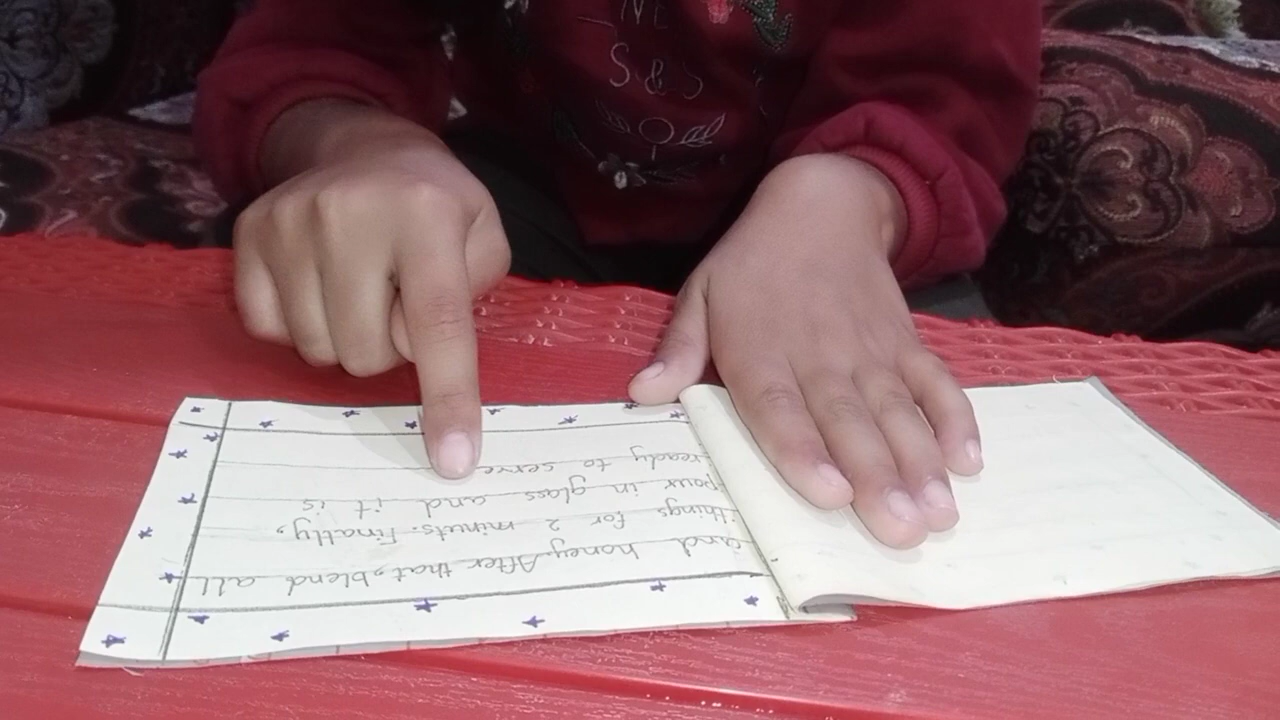 NE
S & S
and honey. After that, blend all
things for 2 minuts. Finally,
pour in glass and it is
ready to serve